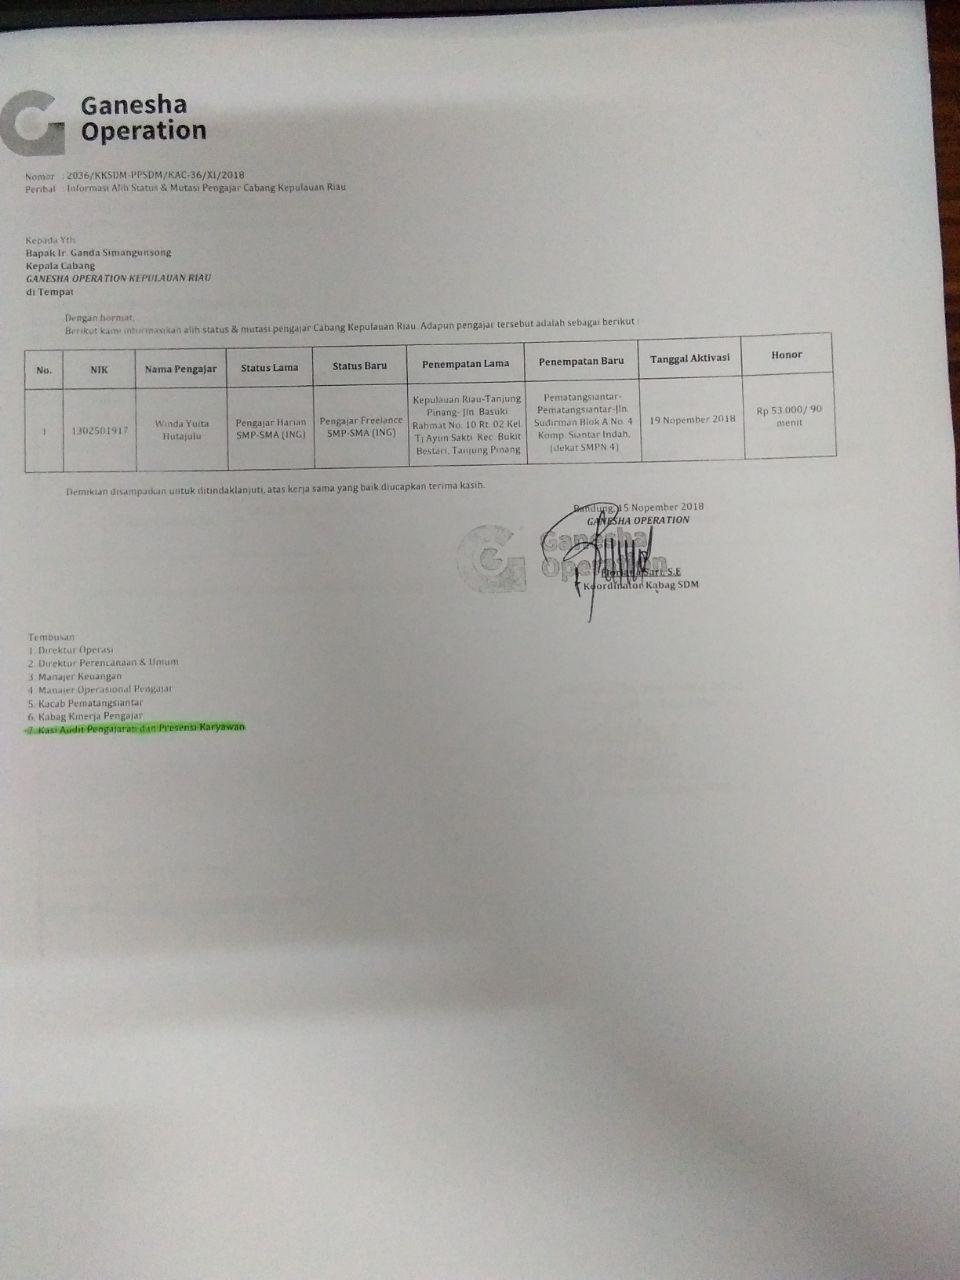 Ganesha
Operation
Nomor : 2036/KKSDM-PPSDM/KAC-36/XI/2018
Perihal : Informasi Alih Status & Mutasi Pengajar Cabang Kepulauan Riau
Kepada Yth
Bapak Ir. Ganda Simangunsong
Kepala Cabang
GANESHA OPERATION KEPULAUAN RIAU
di Tempat
Dengan hormat,
Berikut kami informasikan alih status & mutasi pengajar Cabang Kepulauan Riau. Adapun pengajar tersebut adalah sebagai berikut :
No. NIK Nama Pengajar Status Lama Status Baru Penempatan Lama Penempatan Baru Tanggal Aktivasi Honor
1 1302501917 Winda Yulita Hutajulu Pengajar Harian SMP-SMA (ING) Pengajar Freelance SMP-SMA (ING) Kepulauan Riau-Tanjung Pinang- Jln. Basuki Rahmat No. 10 Rt. 02 Kel. Tj Ayun Sakti Kec Bukit Bestari, Tanjung Pinang Pematangsiantar-Pematangsiantar-Jln. Sudirman Blok A No. 4 Komp. Siantar Indah, (dekat SMPN 4) 19 Nopember 2018 Rp 53.000/ 90 menit
Demikian disampaikan untuk ditindaklanjuti, atas kerja sama yang baik diucapkan terima kasih.
Bandung, 15 Nopember 2018
GANESHA OPERATION
Ganesha
Operation
Sari, S.E
Koordinator Kabag SDM
Tembusan
1. Direktur Operasi
2. Direktur Perencanaan & Umum
3. Manajer Keuangan
4. Manajer Operasional Pengajar
5. Kacab Pematangsiantar
6. Kabag Kinerja Pengajar
7. Kasi Audit Pengajaran dan Presensi Karyawan